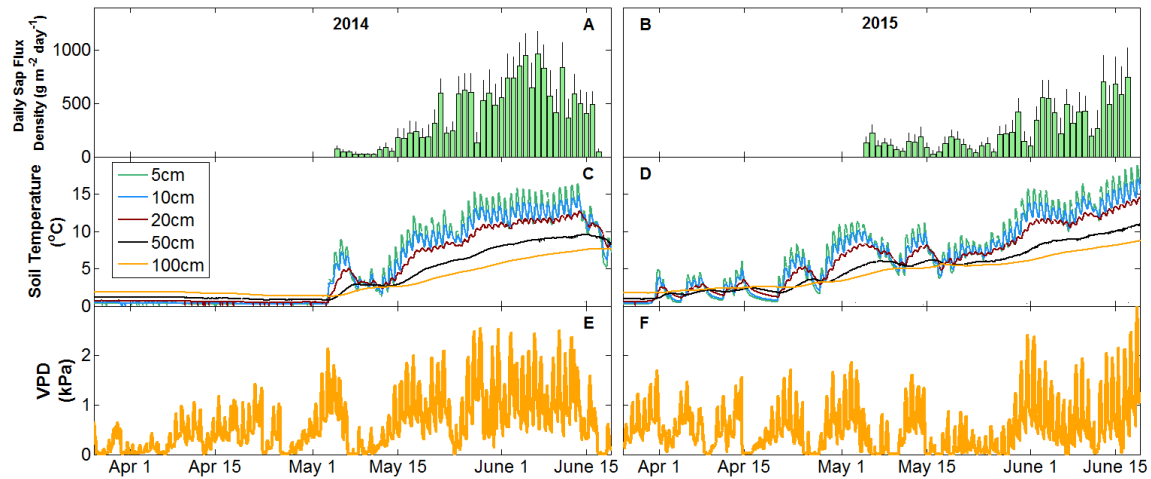 2014
A
B
2015
Daily Sap Flux
Density (g m⁻² day⁻¹)
1000
500
0
5cm
10cm
20cm
50cm
100cm
C
D
Soil Temperature
(°C)
15
10
5
0
E
F
VPD
(kPa)
2
1
0
Apr 1 Apr 15 May 1 May 15 June 1 June 15
Apr 1 Apr 15 May 1 May 15 June 1 June 15